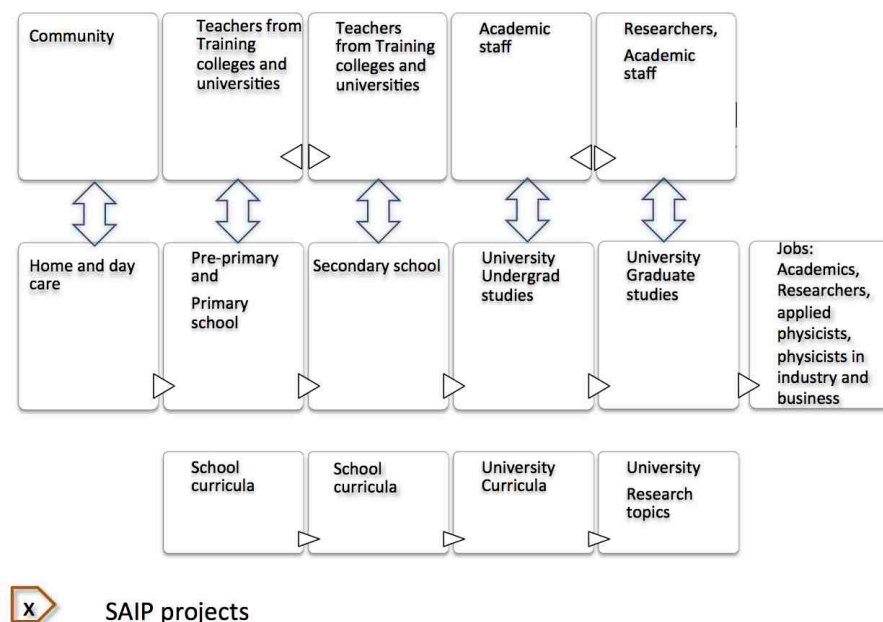 Community
Teachers from
Training
colleges and
universities
Teachers
from Training
colleges and
universities
Academic
staff
Researchers,
Academic
staff
Home and day
care
Pre-primary
and
Primary
school
Secondary school
University
Undergrad
studies
University
Graduate
studies
Jobs:
Academics,
Researchers,
applied
physicists,
physicists in
industry and
business
School
curricula
School
curricula
University
Curricula
University
Research
topics
X
SAIP projects